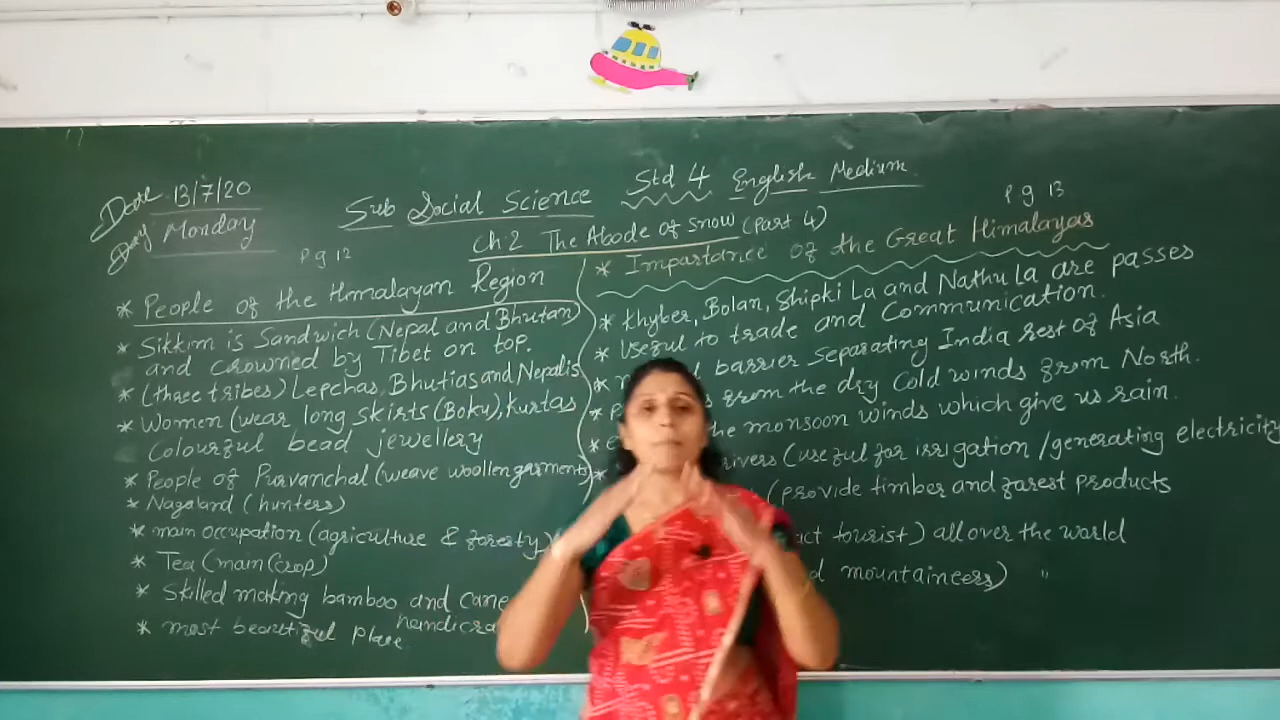 Date 13/7/20
Day Monday
Sub Social Science
Std 4 English Medium
Ch 2 The Abode of Snow (Part 4)
Pg 12
* People of the Himalayan Region
* Sikkim is Sandwich (Nepal and Bhutan)
and crowned by Tibet on top.
* (three tribes) Lepchas, Bhutias and Nepalis
* Women (wear long skirts (Boku), Kurtas
Colourful bead jewellery
* People of Purvanchal (weave woollen garments)
* Nagaland (hunters)
* main occupation (agriculture & foresty)
* Tea (main Crop)
* Skilled making bamboo and cane
handicra
* most beautiful place.
Pg 13
* Importance of the Great Himalayas
* Khyber, Bolan, Shipki La and Nathu La are passes
* Useful to trade and Communication.
* barrier separating India rest of Asia
* from the dry cold winds from North.
* the monsoon winds which give us rain.
* rivers (useful for irrigation / generating electricity
(provide timber and forest products
act tourist) all over the world
d mountaineers) "